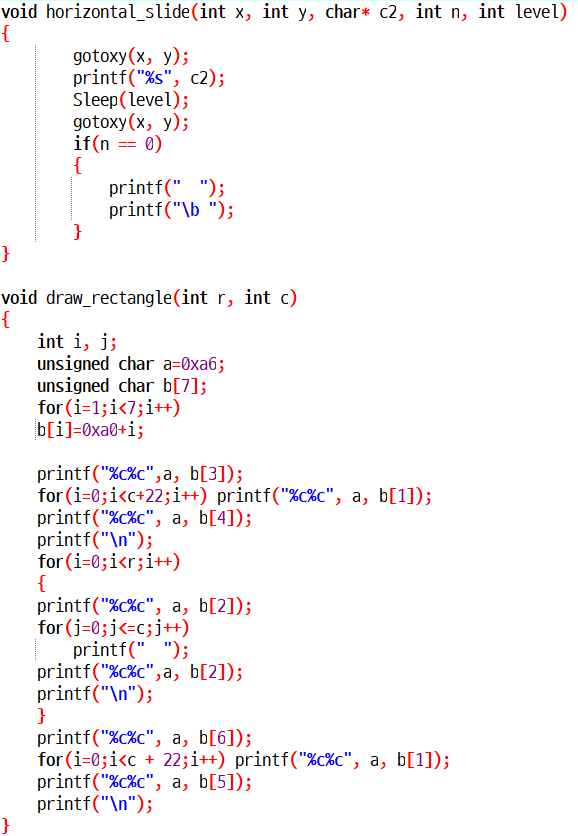 void horizontal_slide(int x, int y, char* c2, int n, int level)
{
        gotoxy(x, y);
        printf("%s", c2);
        Sleep(level);
        gotoxy(x, y);
        if(n == 0)
        {
            printf("  ");
            printf("\b ");
        }
}

void draw_rectangle(int r, int c)
{
    int i, j;
    unsigned char a=0xa6;
    unsigned char b[7];
    for(i=1;i<7;i++)
    b[i]=0xa0+i;

    printf("%c%c",a, b[3]);
    for(i=0;i<c+22;i++) printf("%c%c", a, b[1]);
    printf("%c%c", a, b[4]);
    printf("\n");
    for(i=0;i<r;i++)
    {
    printf("%c%c", a, b[2]);
    for(j=0;j<=c;j++)
        printf("  ");
    printf("%c%c",a, b[2]);
    printf("\n");
    }
    printf("%c%c", a, b[6]);
    for(i=0;i<c + 22;i++) printf("%c%c", a, b[1]);
    printf("%c%c", a, b[5]);
    printf("\n");
}